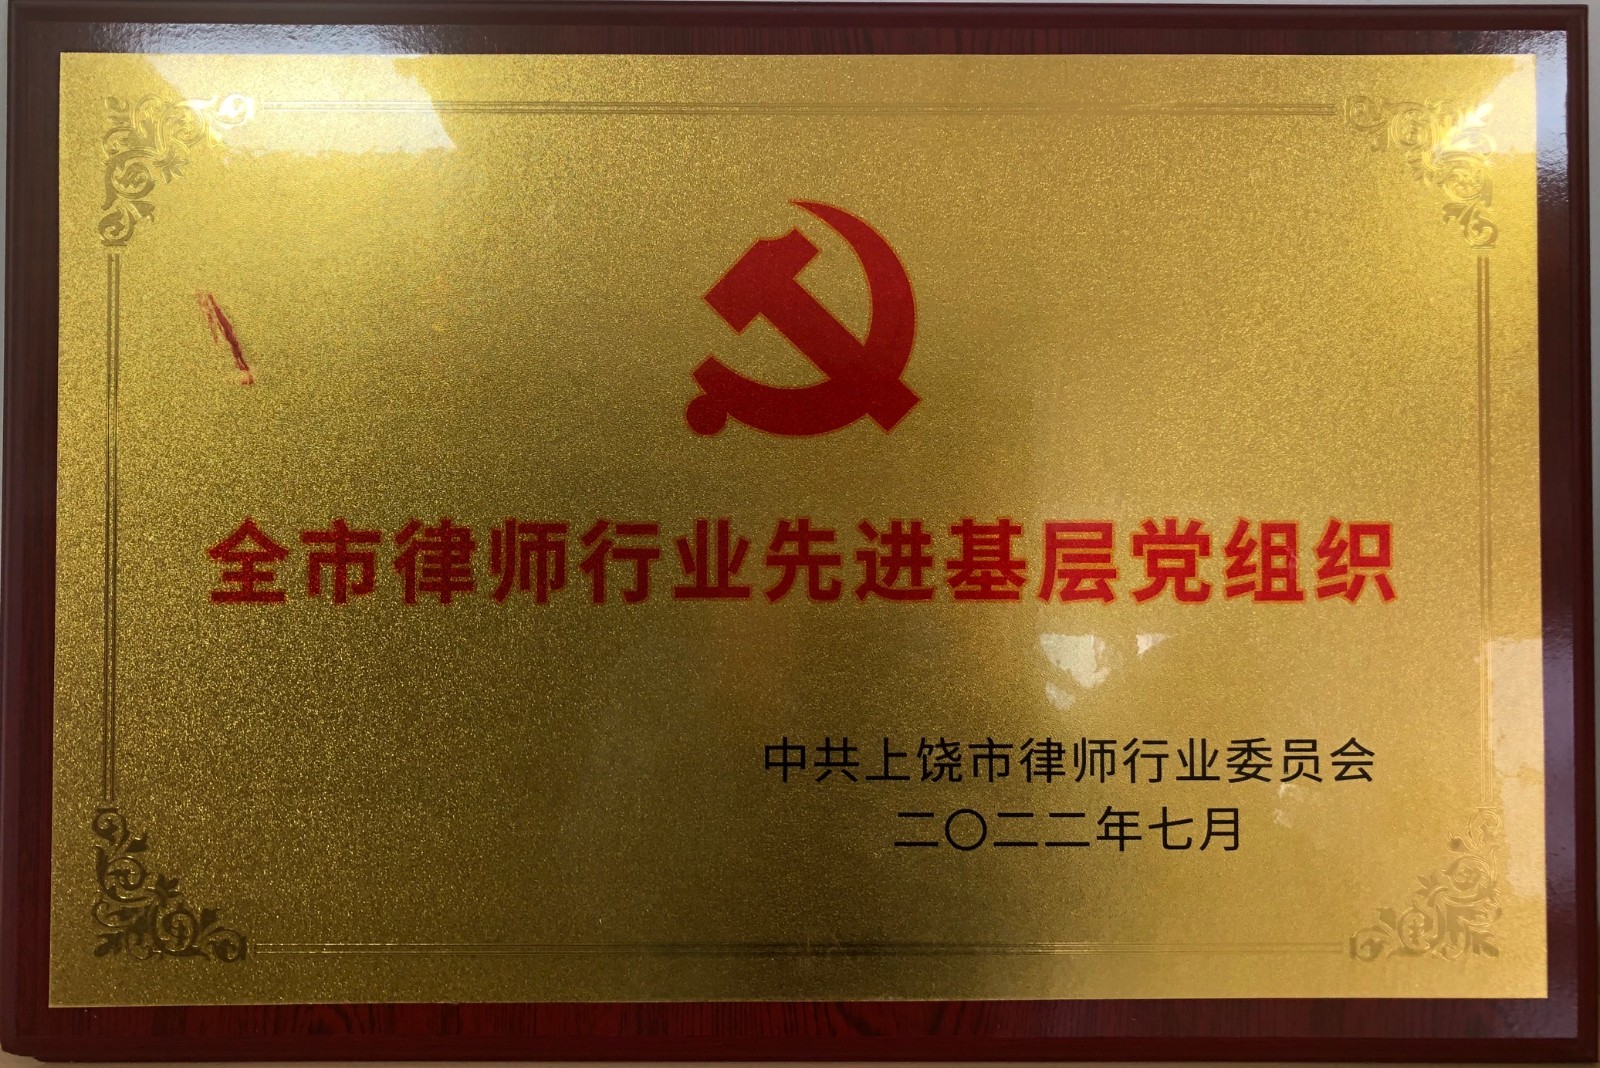 全市律师行业先进基层党组织
中共上饶市律师行业委员会
二〇二二年七月